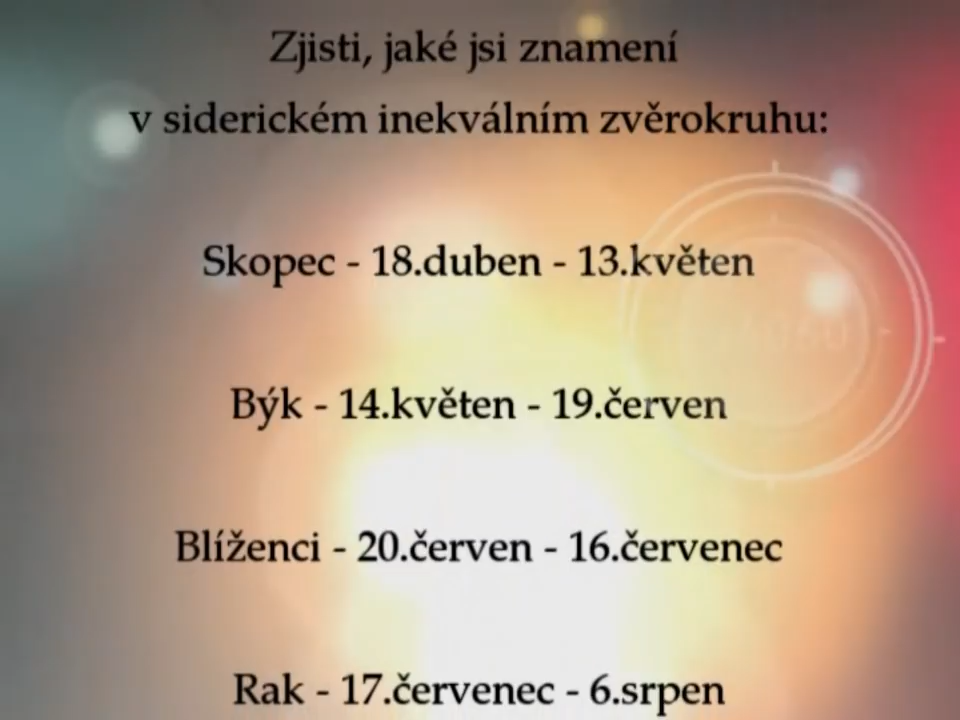 Zjisti, jaké jsi znamení
v siderickém inekválním zvěrokruhu:
Skopec - 18.duben - 13.květen
Býk - 14.květen - 19.červen
Blíženci - 20.červen - 16.červenec
Rak - 17.červenec - 6.srpen